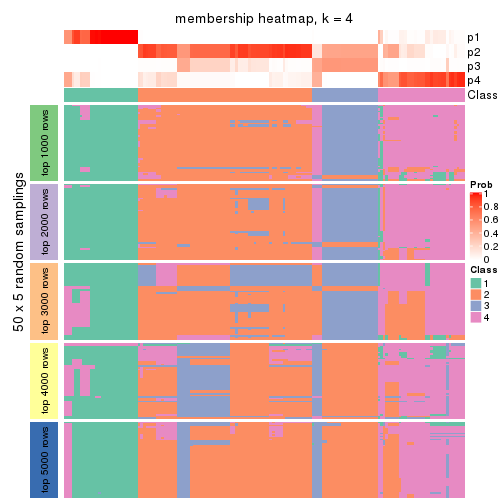 membership heatmap, k = 4
p1
p2
p3
p4
Class
50 x 5 random samplings
top 1000 rows
top 2000 rows
top 3000 rows
top 4000 rows
top 5000 rows
Prob
1
0.8
0.6
0.4
0.2
0
Class
1
2
3
4